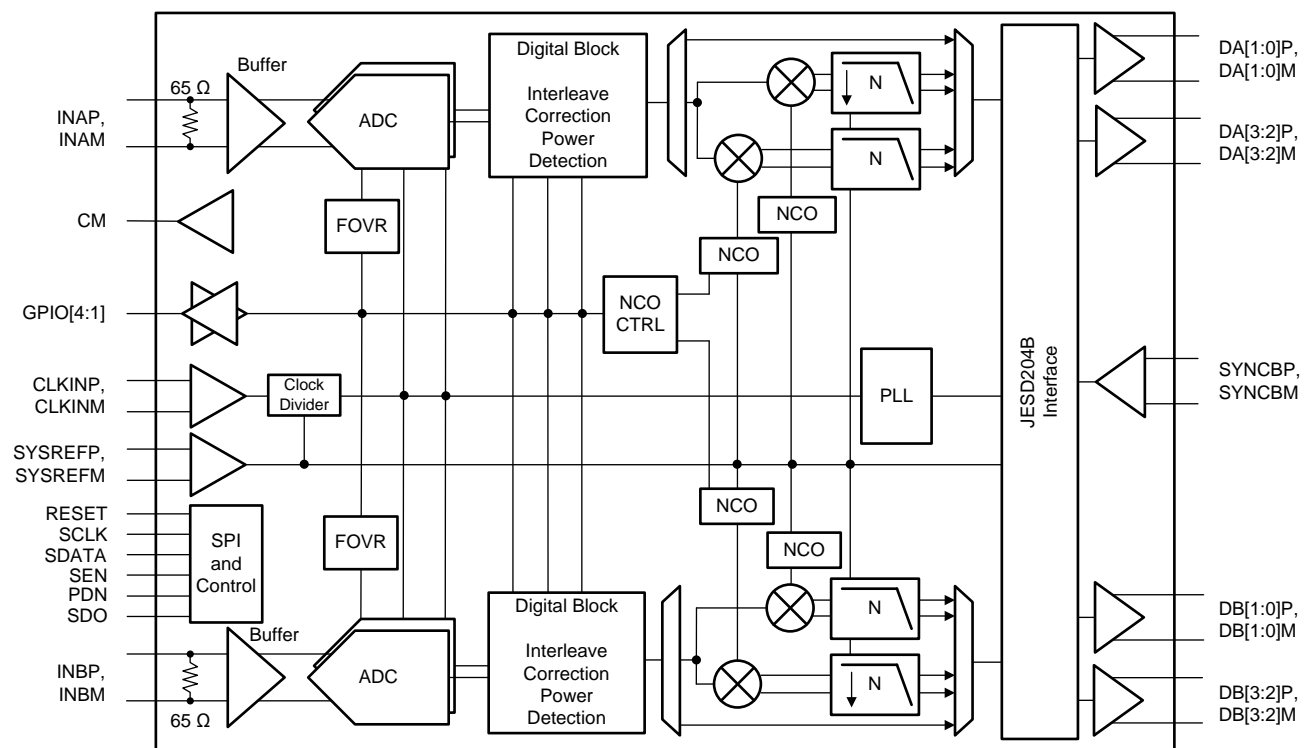 Buffer
65 Ω
INAP,
INAM
ADC
Digital Block
Interleave
Correction
Power
Detection
N
N
DA[1:0]P,
DA[1:0]M
DA[3:2]P,
DA[3:2]M
CM
FOVR
NCO
NCO
GPIO[4:1]
NCO
CTRL
CLKINP,
CLKINM
Clock
Divider
PLL
JESD204B
Interface
SYNCBP,
SYNCBM
SYSREFP,
SYSREFM
RESET
SCLK
SDATA
SEN
PDN
SDO
SPI
and
Control
FOVR
NCO
NCO
Buffer
INBP,
INBM
65 Ω
ADC
Digital Block
Interleave
Correction
Power
Detection
N
N
DB[1:0]P,
DB[1:0]M
DB[3:2]P,
DB[3:2]M